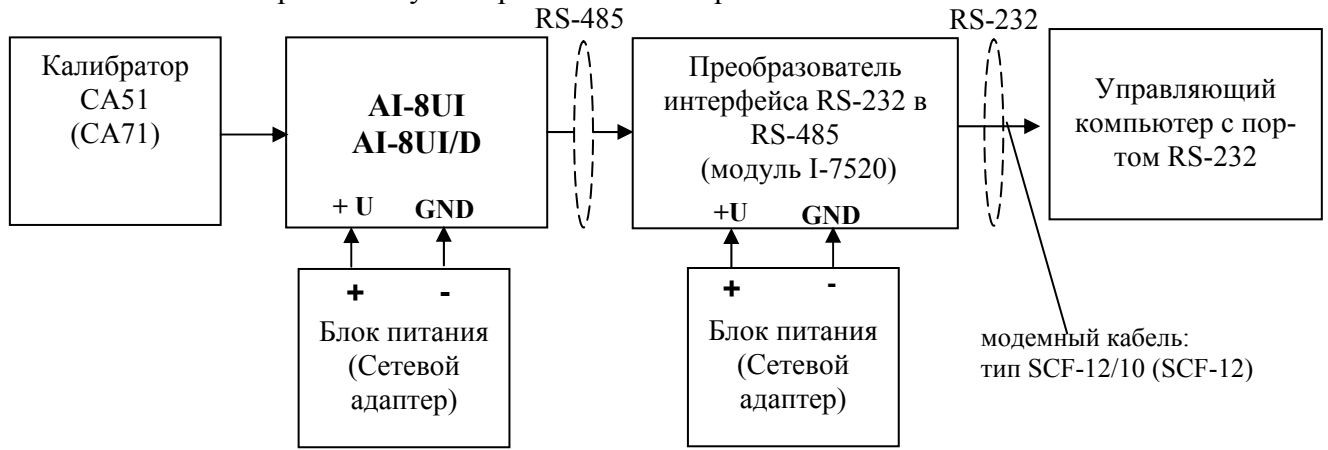 RS-485
RS-232
Калибратор
СА51
(СА71)
AI-8UI
AI-8UI/D
+ U GND
Преобразователь
интерфейса RS-232 в
RS-485
(модуль I-7520)
+U GND
Управляющий
компьютер с пор-
том RS-232
+ -
Блок питания
(Сетевой
адаптер)
+ -
Блок питания
(Сетевой
адаптер)
модемный кабель:
тип SCF-12/10 (SCF-12)